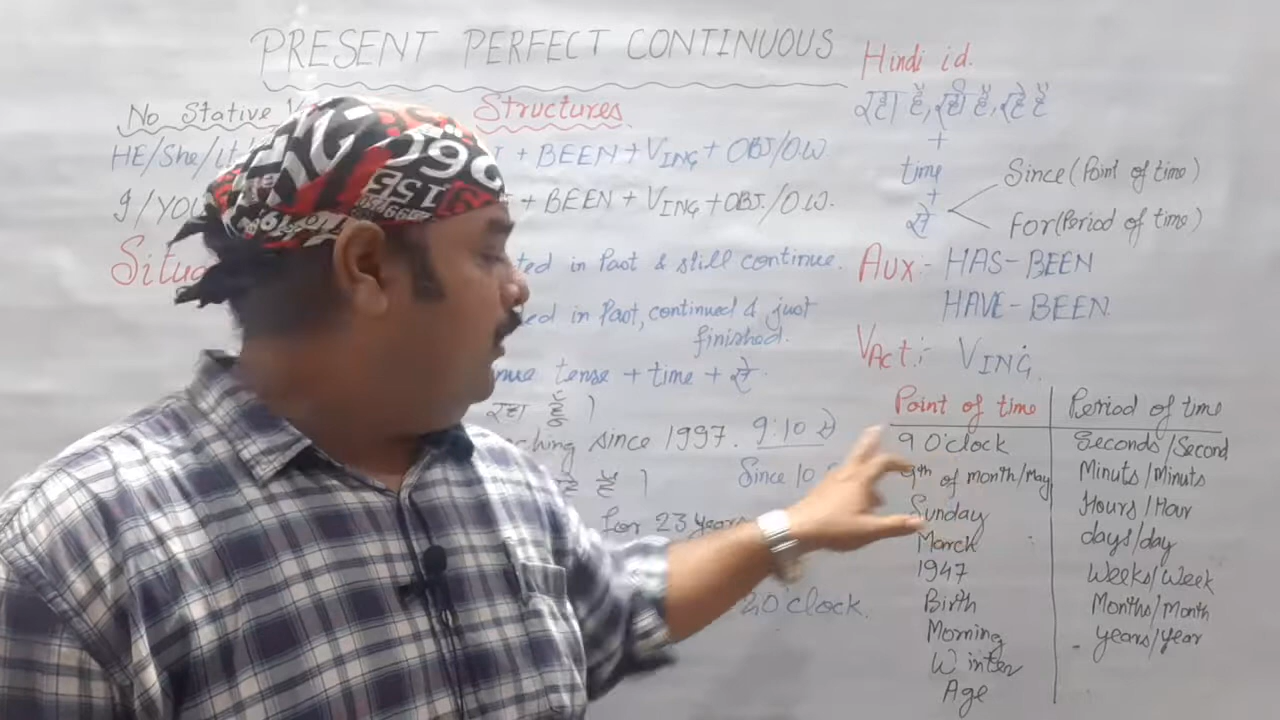 PRESENT PERFECT CONTINUOUS
No Stative
Structures
HE/She/it
+ BEEN + VING + OBJ/O.W.
I/YOU
+ BEEN + VING + OBJ./O.W.
in Past & still continue.
in Past, continued & just
finished.
tense + time + से
रहा हूँ )
since 1997. 9:10 से
Since 10
)
for 23 years
O'clock.
Hindi id.
रहा है, रही है, रहे हैं
+
time
+
से
Since (Point of time)
For (Period of time)
Aux:- HAS-BEEN
HAVE-BEEN
VAct:- VING.
Point of time
Period of time
9 O'clock
Seconds/Second
9th of month/May
Minuts/Minuts
Sunday
Hours/Hour
March
days/day
1947
Weeks/Week
Birth
Months/Month
Morning
years/year
Winter
Age